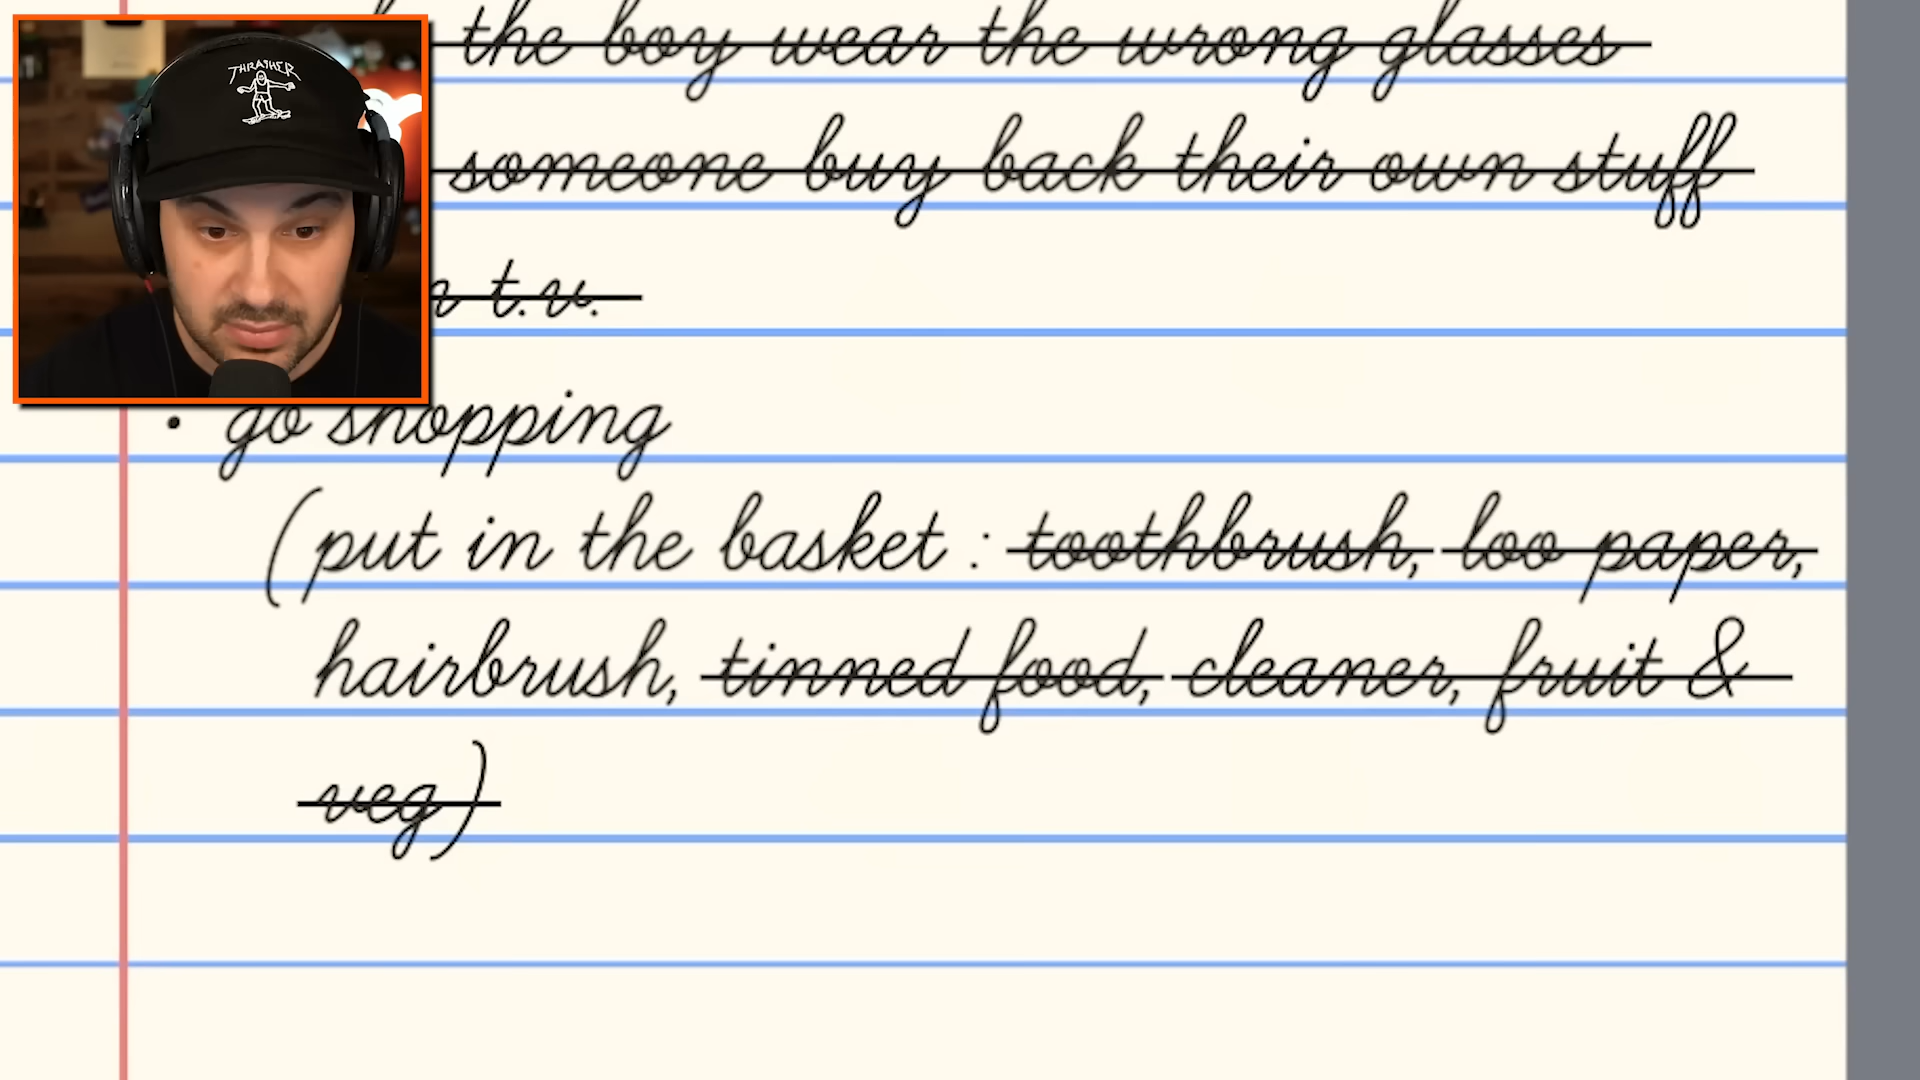 THRASHER
the boy wear the wrong glasses
someone buy back their own stuff
t.v.
• go shopping
(put in the basket : toothbrush, loo paper,
hairbrush, tinned food, cleaner, fruit &
veg)